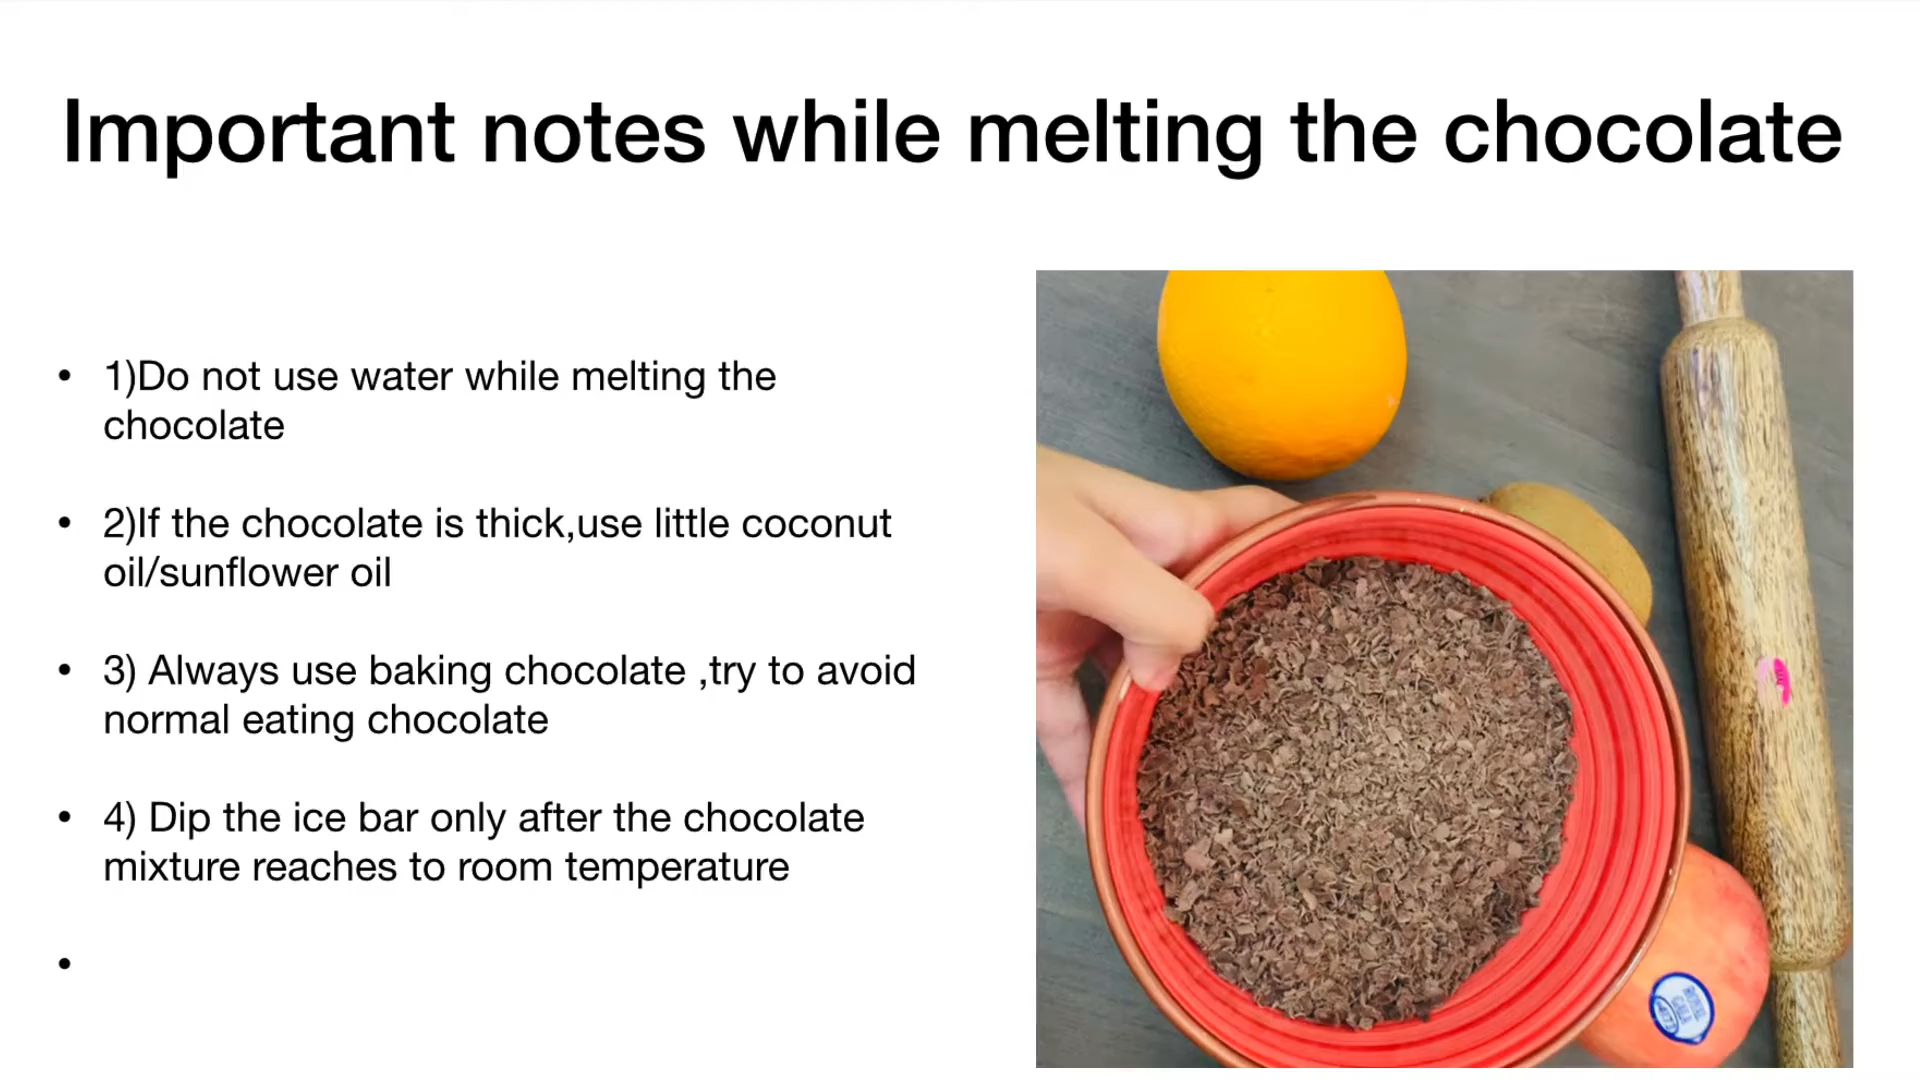 Important notes while melting the chocolate
• 1)Do not use water while melting the
chocolate
• 2)If the chocolate is thick,use little coconut
oil/sunflower oil
• 3) Always use baking chocolate ,try to avoid
normal eating chocolate
• 4) Dip the ice bar only after the chocolate
mixture reaches to room temperature
•